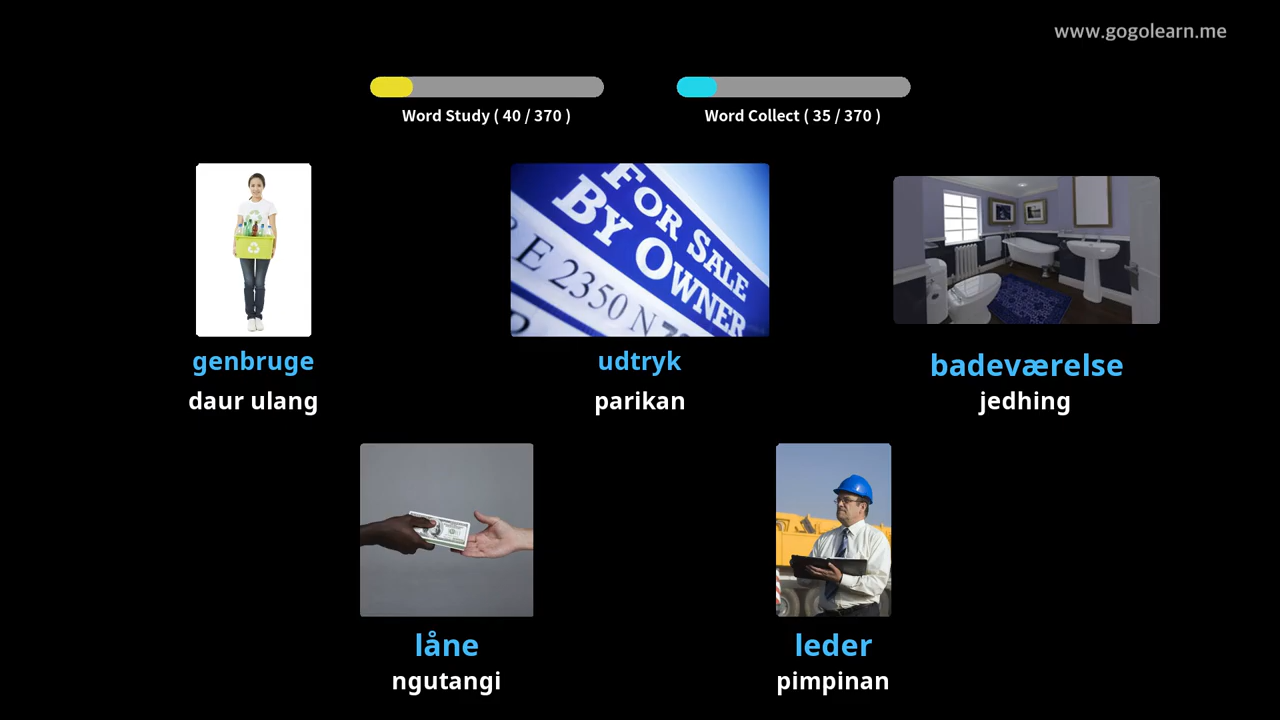 www.gogolearn.me
Word Study ( 40 / 370 )
Word Collect ( 35 / 370 )
FOR SALE
BY OWNER
E 2350 N
genbruge
daur ulang
udtryk
parikan
badeværelse
jedhing
låne
ngutangi
leder
pimpinan